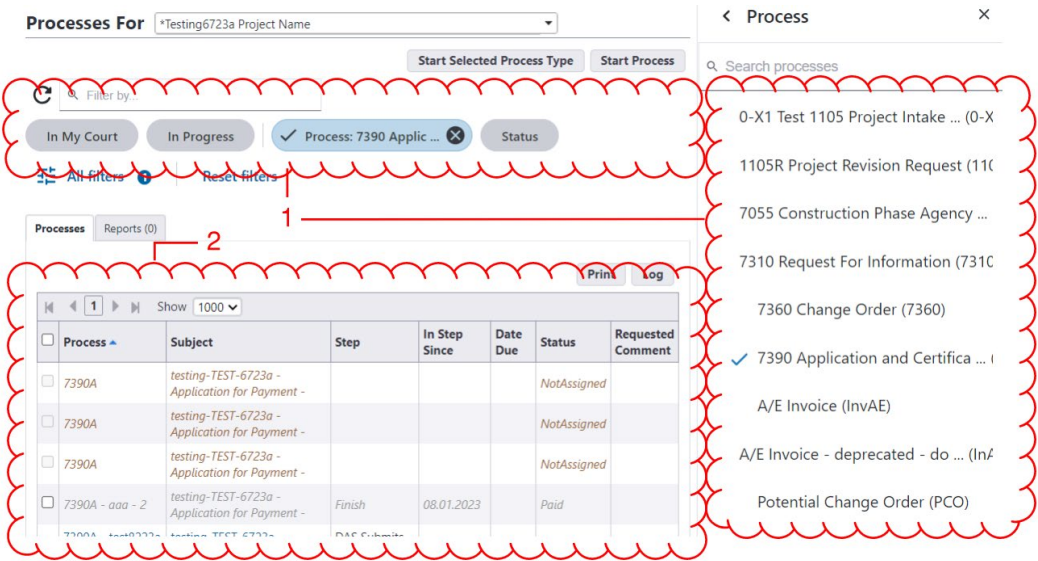 Processes For *Testing6723a Project Name
Start Selected Process Type Start Process
Filter by...
In My Court In Progress Process: 7390 Applic ... Status
All filters Reset filters
1
Processes Reports (0)
2
Print Log
1 Show 1000
Process Subject Step In Step Since Date Due Status Requested Comment
7390A testing-TEST-6723a - NotAssigned
Application for Payment -
7390A testing-TEST-6723a - NotAssigned
Application for Payment -
7390A testing-TEST-6723a - NotAssigned
Application for Payment -
7390A - aaa - 2 testing-TEST-6723a - Finish 08.01.2023 Paid
Application for Payment -
testing-TEST-6723a DAS Submits
Process
Search processes
0-X1 Test 1105 Project Intake ... (0-X
1105R Project Revision Request (110
7055 Construction Phase Agency ...
7310 Request For Information (7310
7360 Change Order (7360)
7390 Application and Certifica ... (
A/E Invoice (InvAE)
A/E Invoice - deprecated - do ... (InA
Potential Change Order (PCO)